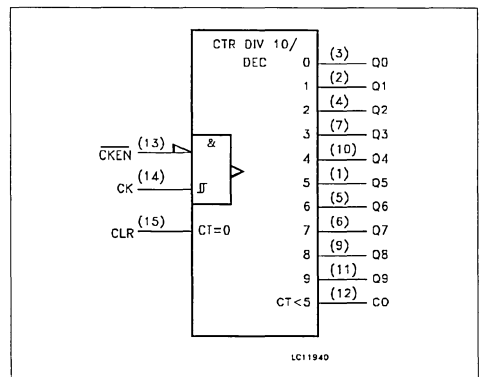 CTR DIV 10/
DEC
0 (3) Q0
1 (2) Q1
2 (4) Q2
3 (7) Q3
&
CKEN (13)
4 (10) Q4
CK (14)
5 (1) Q5
6 (5) Q6
CLR (15) CT=0
7 (6) Q7
8 (9) Q8
9 (11) Q9
CT<5 (12) CO
LC11940